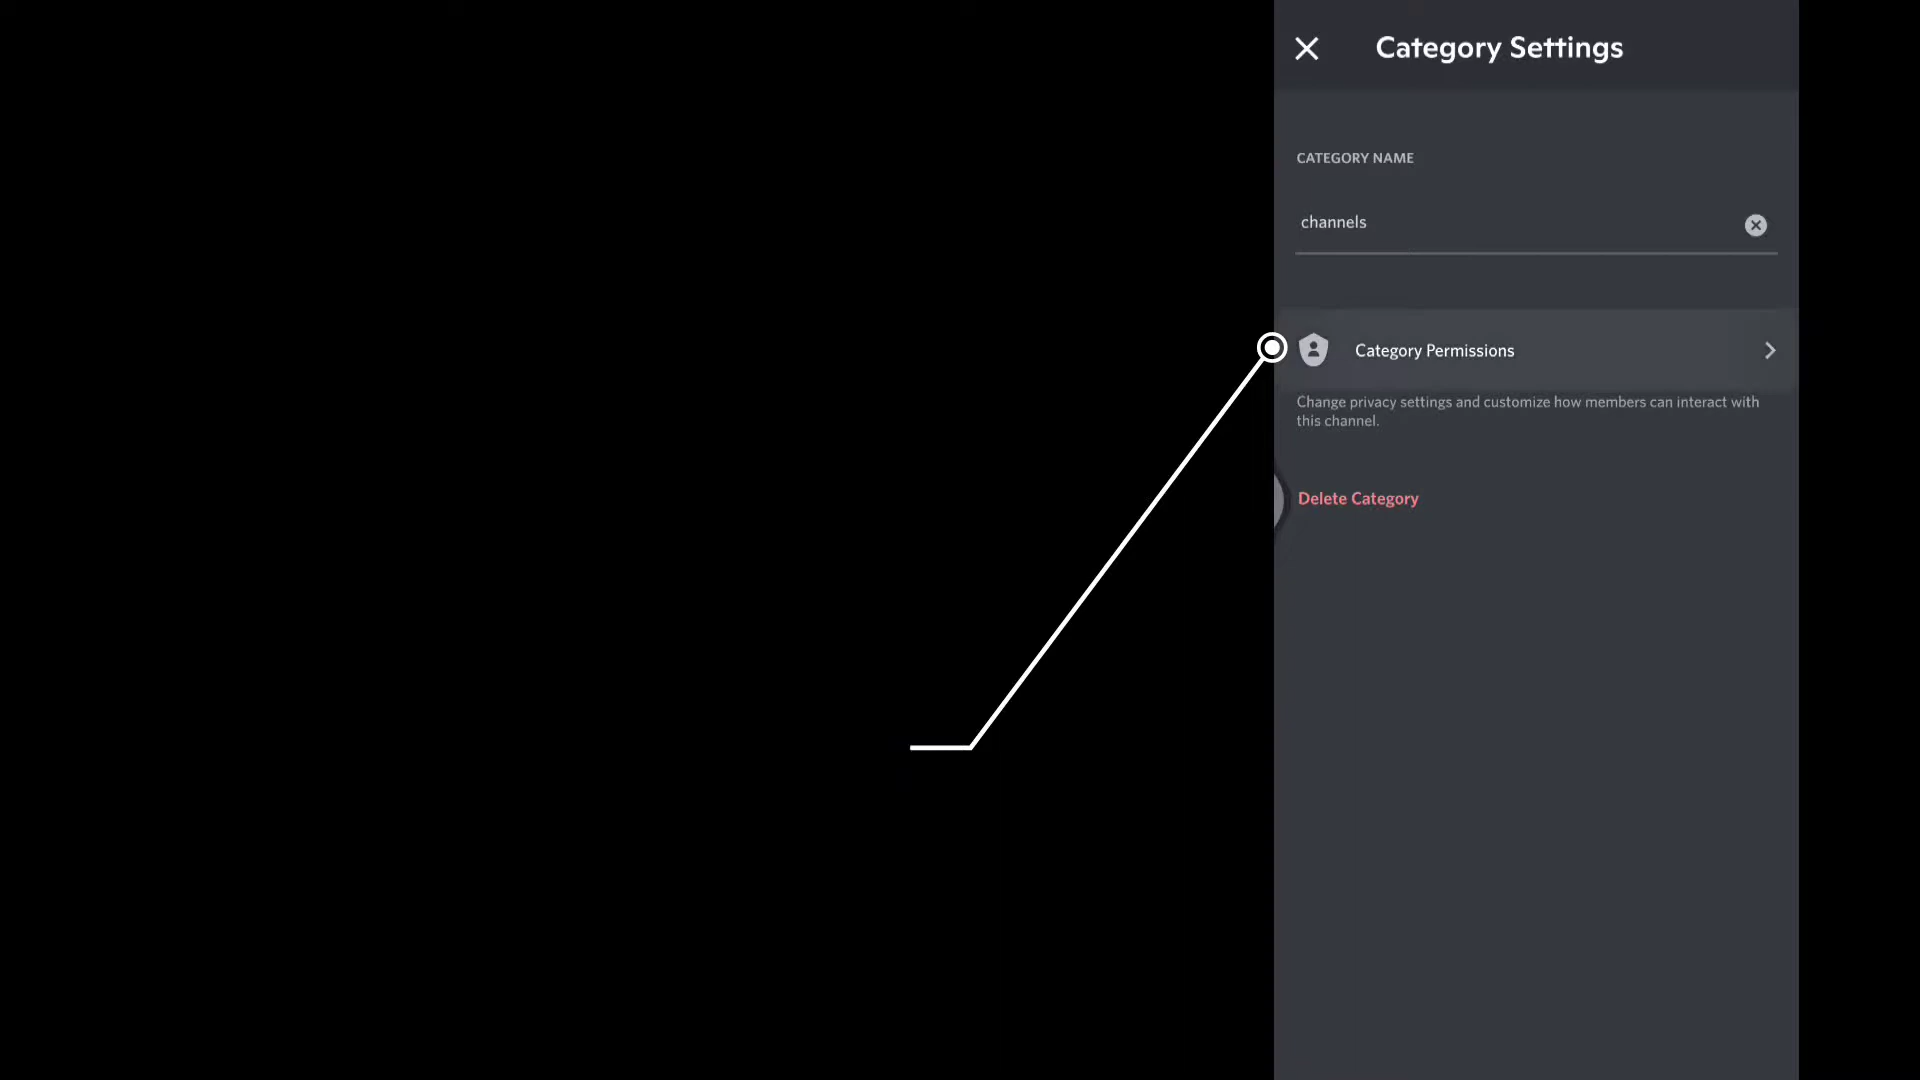 Category Settings
CATEGORY NAME
channels
Category Permissions
Change privacy settings and customize how members can interact with
this channel.
Delete Category